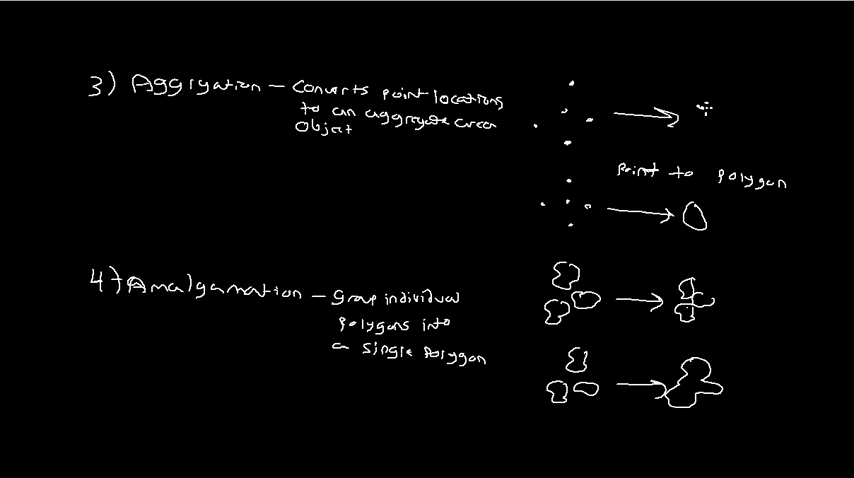 3) Aggrgation – Converts point locations
to an aggregate area
Object
Point to polygon
4) Amalgamation – Group individual
polygons into
a single polygon